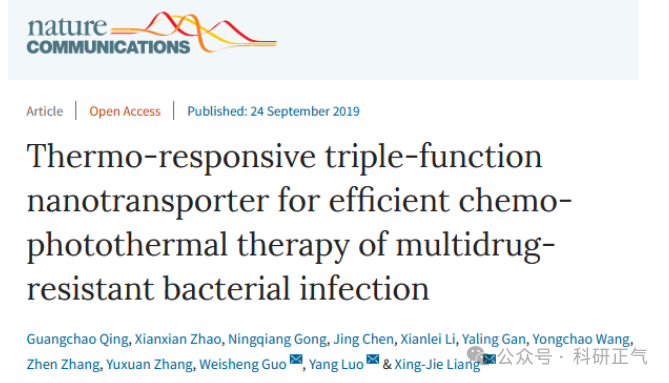 nature
COMMUNICATIONS
Article | Open Access | Published: 24 September 2019
Thermo-responsive triple-function
nanotransporter for efficient chemo-
photothermal therapy of multidrug-
resistant bacterial infection
Guangchao Qing, Xianxian Zhao, Ningqiang Gong, Jing Chen, Xianlei Li, Yaling Gan, Yongchao Wang,
Zhen Zhang, Yuxuan Zhang, Weisheng Guo, Yang Luo & Xing-Jie Liang
公众号 · 科研正气